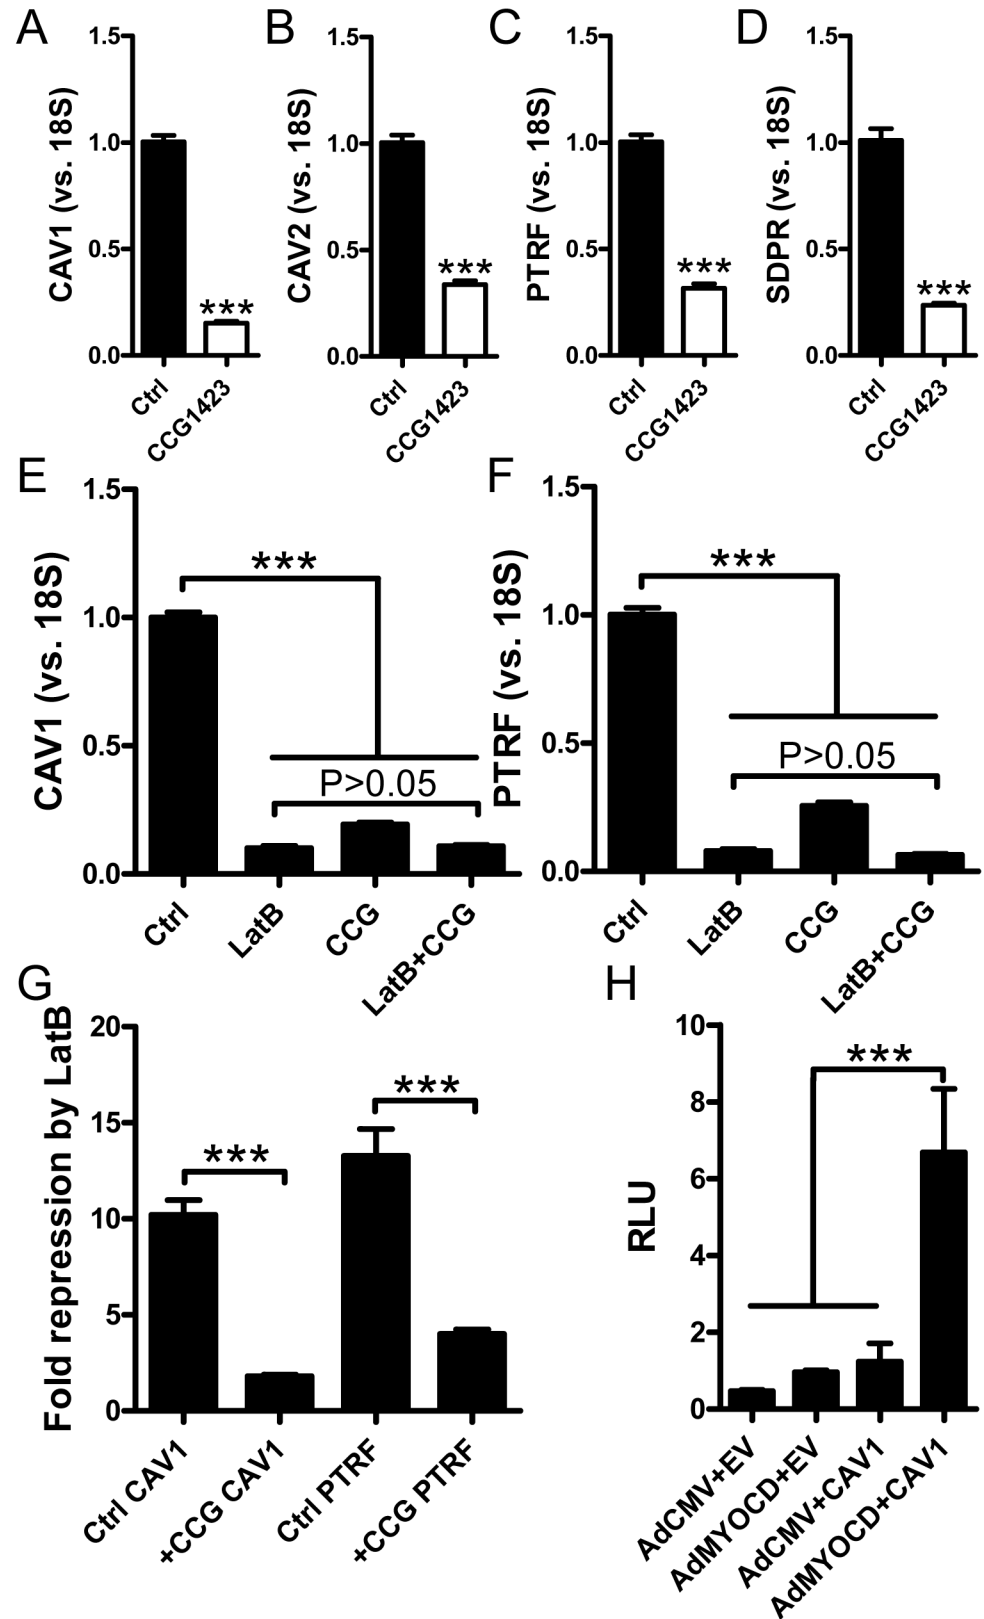 A
CAV1 (vs. 18S)
1.5
1.0
0.5
0.0
***
Ctrl
CCG1423
B
CAV2 (vs. 18S)
1.5
1.0
0.5
0.0
***
Ctrl
CCG1423
C
PTRF (vs. 18S)
1.5
1.0
0.5
0.0
***
Ctrl
CCG1423
D
SDPR (vs. 18S)
1.5
1.0
0.5
0.0
***
Ctrl
CCG1423
E
CAV1 (vs. 18S)
1.5
1.0
0.5
0.0
***
P>0.05
Ctrl
LatB
CCG
LatB+CCG
F
PTRF (vs. 18S)
1.5
1.0
0.5
0.0
***
P>0.05
Ctrl
LatB
CCG
LatB+CCG
G
Fold repression by LatB
20
15
10
5
0
***
***
Ctrl CAV1
+CCG CAV1
Ctrl PTRF
+CCG PTRF
H
RLU
10
8
6
4
2
0
***
AdCMV+EV
AdMYOCD+EV
AdCMV+CAV1
AdMYOCD+CAV1